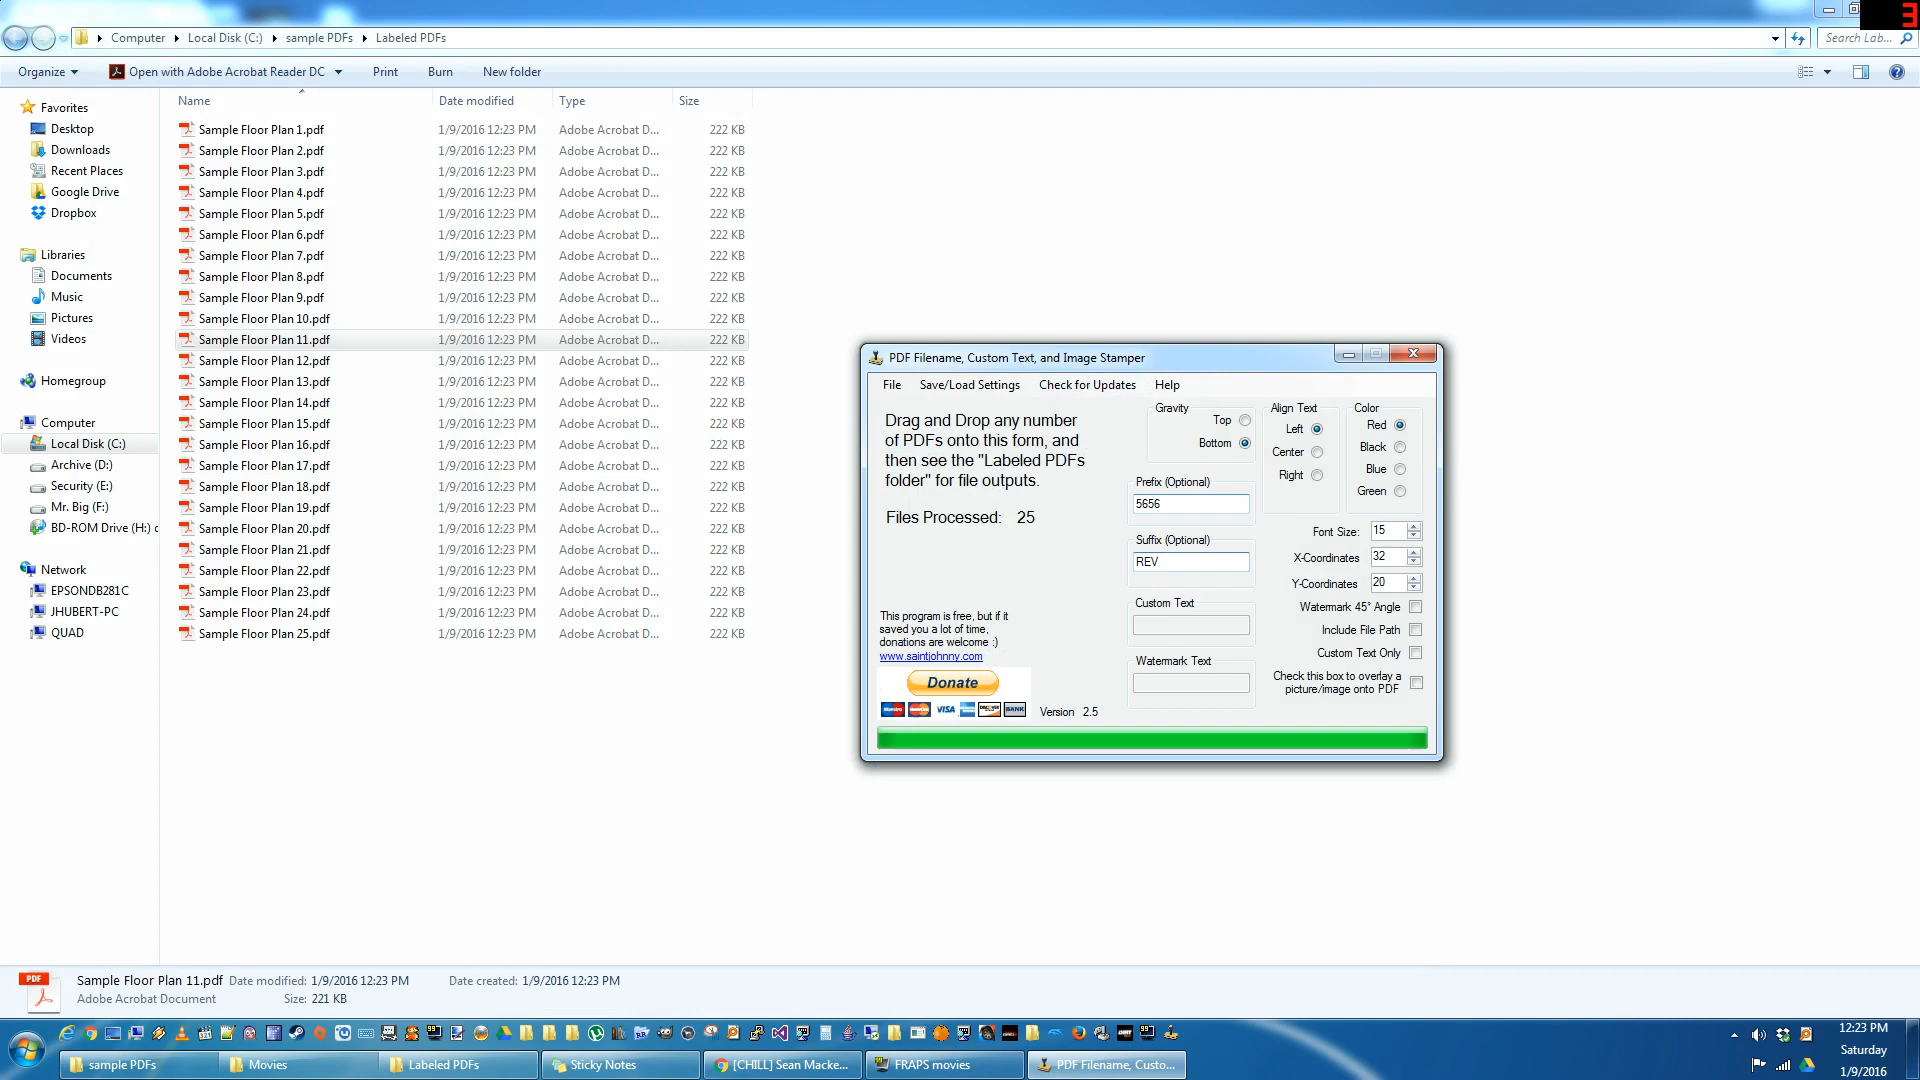 3
Computer Local Disk (C:) sample PDFs Labeled PDFs
Search Lab...
Organize Open with Adobe Acrobat Reader DC Print Burn New folder
Name Date modified Type Size
Favorites
Desktop
Downloads
Recent Places
Google Drive
Dropbox
Libraries
Documents
Music
Pictures
Videos
Homegroup
Computer
Local Disk (C:)
Archive (D:)
Security (E:)
Mr. Big (F:)
BD-ROM Drive (H:) c
Network
EPSONDB281C
JHUBERT-PC
QUAD
Sample Floor Plan 1.pdf 1/9/2016 12:23 PM Adobe Acrobat D... 222 KB
Sample Floor Plan 2.pdf 1/9/2016 12:23 PM Adobe Acrobat D... 222 KB
Sample Floor Plan 3.pdf 1/9/2016 12:23 PM Adobe Acrobat D... 222 KB
Sample Floor Plan 4.pdf 1/9/2016 12:23 PM Adobe Acrobat D... 222 KB
Sample Floor Plan 5.pdf 1/9/2016 12:23 PM Adobe Acrobat D... 222 KB
Sample Floor Plan 6.pdf 1/9/2016 12:23 PM Adobe Acrobat D... 222 KB
Sample Floor Plan 7.pdf 1/9/2016 12:23 PM Adobe Acrobat D... 222 KB
Sample Floor Plan 8.pdf 1/9/2016 12:23 PM Adobe Acrobat D... 222 KB
Sample Floor Plan 9.pdf 1/9/2016 12:23 PM Adobe Acrobat D... 222 KB
Sample Floor Plan 10.pdf 1/9/2016 12:23 PM Adobe Acrobat D... 222 KB
Sample Floor Plan 11.pdf 1/9/2016 12:23 PM Adobe Acrobat D... 222 KB
Sample Floor Plan 12.pdf 1/9/2016 12:23 PM Adobe Acrobat D... 222 KB
Sample Floor Plan 13.pdf 1/9/2016 12:23 PM Adobe Acrobat D... 222 KB
Sample Floor Plan 14.pdf 1/9/2016 12:23 PM Adobe Acrobat D... 222 KB
Sample Floor Plan 15.pdf 1/9/2016 12:23 PM Adobe Acrobat D... 222 KB
Sample Floor Plan 16.pdf 1/9/2016 12:23 PM Adobe Acrobat D... 222 KB
Sample Floor Plan 17.pdf 1/9/2016 12:23 PM Adobe Acrobat D... 222 KB
Sample Floor Plan 18.pdf 1/9/2016 12:23 PM Adobe Acrobat D... 222 KB
Sample Floor Plan 19.pdf 1/9/2016 12:23 PM Adobe Acrobat D... 222 KB
Sample Floor Plan 20.pdf 1/9/2016 12:23 PM Adobe Acrobat D... 222 KB
Sample Floor Plan 21.pdf 1/9/2016 12:23 PM Adobe Acrobat D... 222 KB
Sample Floor Plan 22.pdf 1/9/2016 12:23 PM Adobe Acrobat D... 222 KB
Sample Floor Plan 23.pdf 1/9/2016 12:23 PM Adobe Acrobat D... 222 KB
Sample Floor Plan 24.pdf 1/9/2016 12:23 PM Adobe Acrobat D... 222 KB
Sample Floor Plan 25.pdf 1/9/2016 12:23 PM Adobe Acrobat D... 222 KB
PDF Filename, Custom Text, and Image Stamper
File Save/Load Settings Check for Updates Help
Drag and Drop any number
of PDFs onto this form, and
then see the "Labeled PDFs
folder" for file outputs.
Files Processed: 25
This program is free, but if it
saved you a lot of time,
donations are welcome :)
www.saintjohnny.com
Donate
VISA
BANK
Version 2.5
Gravity
Top
Bottom
Prefix (Optional)
5656
Suffix (Optional)
REV
Custom Text
Watermark Text
Align Text
Left
Center
Right
Color
Red
Black
Blue
Green
Font Size: 15
X-Coordinates 32
Y-Coordinates 20
Watermark 45° Angle
Include File Path
Custom Text Only
Check this box to overlay a
picture/image onto PDF
PDF
Sample Floor Plan 11.pdf Date modified: 1/9/2016 12:23 PM Date created: 1/9/2016 12:23 PM
Adobe Acrobat Document Size: 221 KB
sample PDFs Movies Labeled PDFs Sticky Notes [CHILL] Sean Macke... FRAPS movies PDF Filename, Custo...
12:23 PM
Saturday
1/9/2016